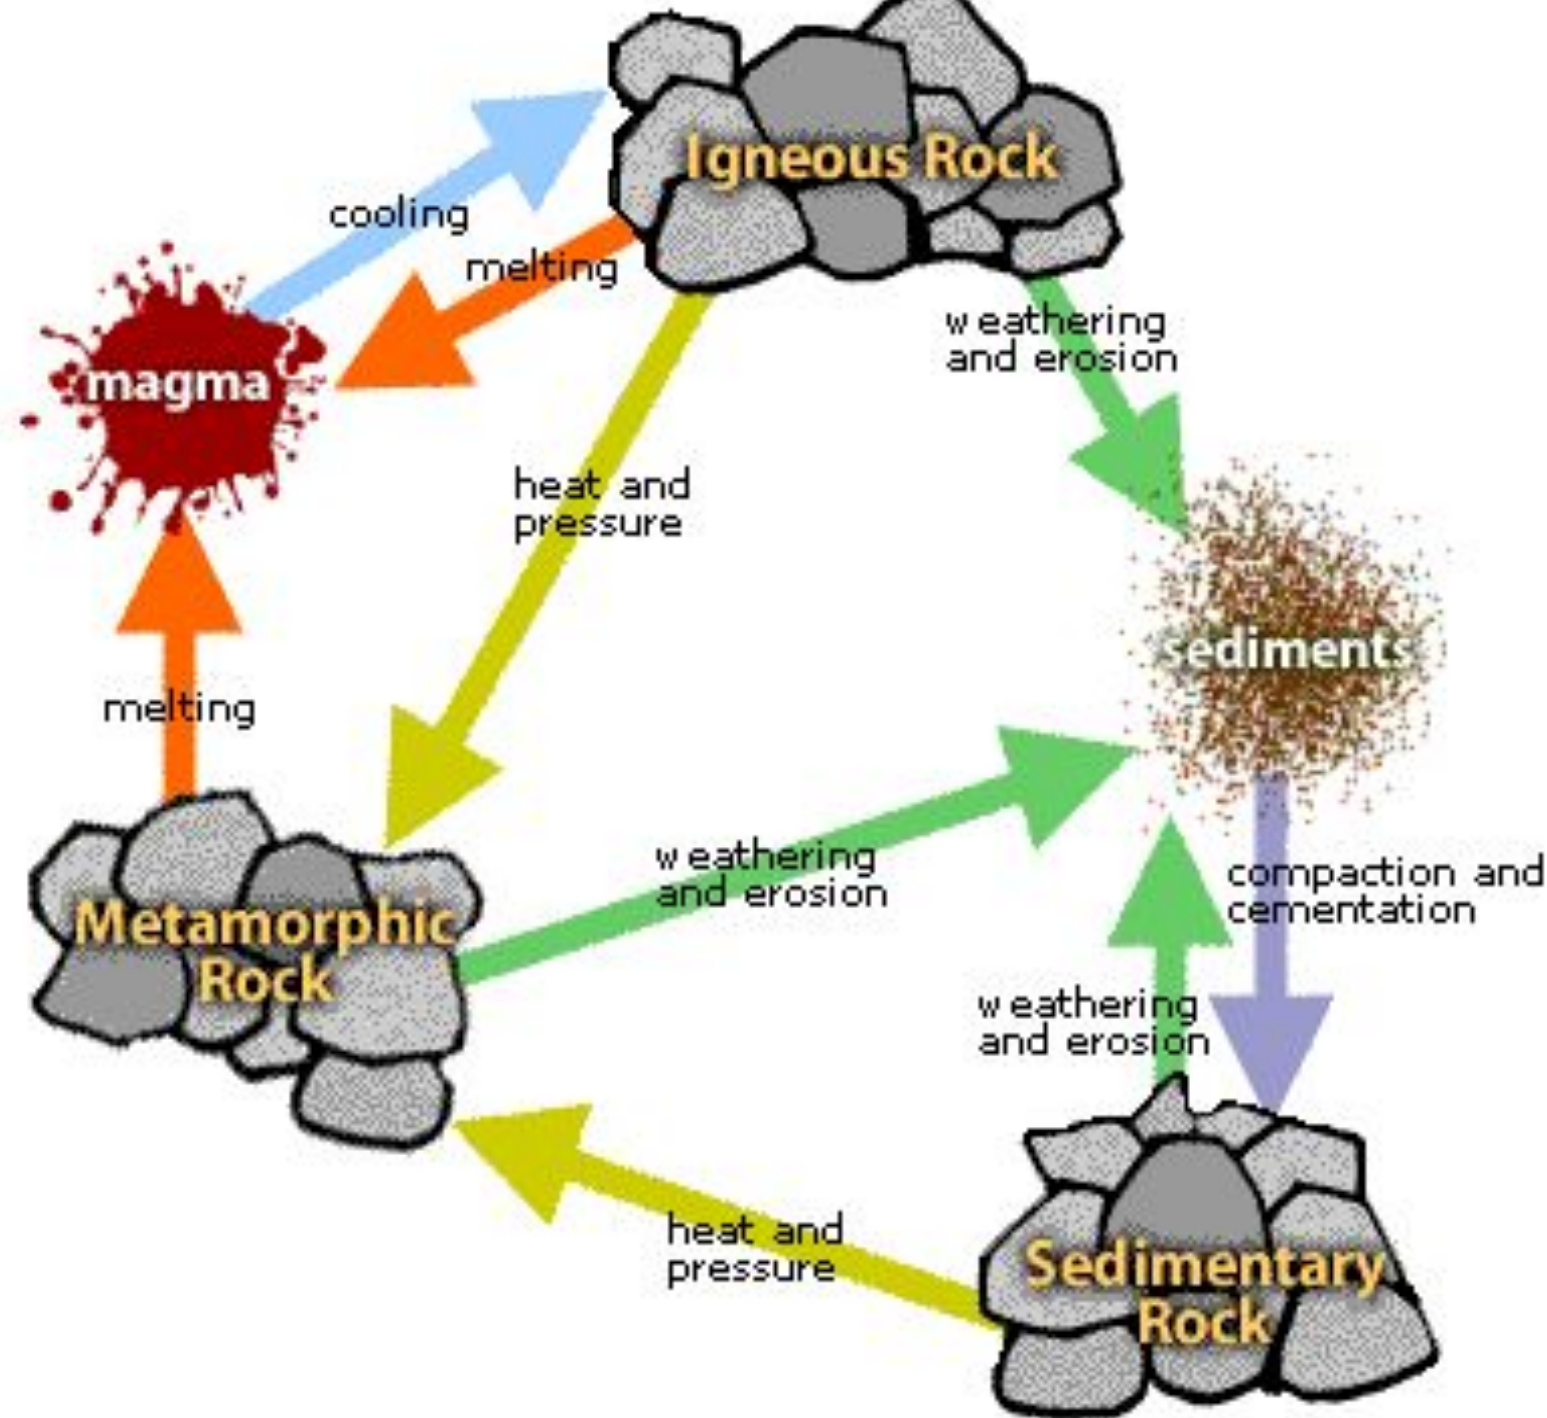 Igneous Rock
cooling
melting
weathering
and erosion
magma
heat and
pressure
sediments
melting
weathering
and erosion
compaction and
cementation
Metamorphic
Rock
weathering
and erosion
heat and
pressure
Sedimentary
Rock